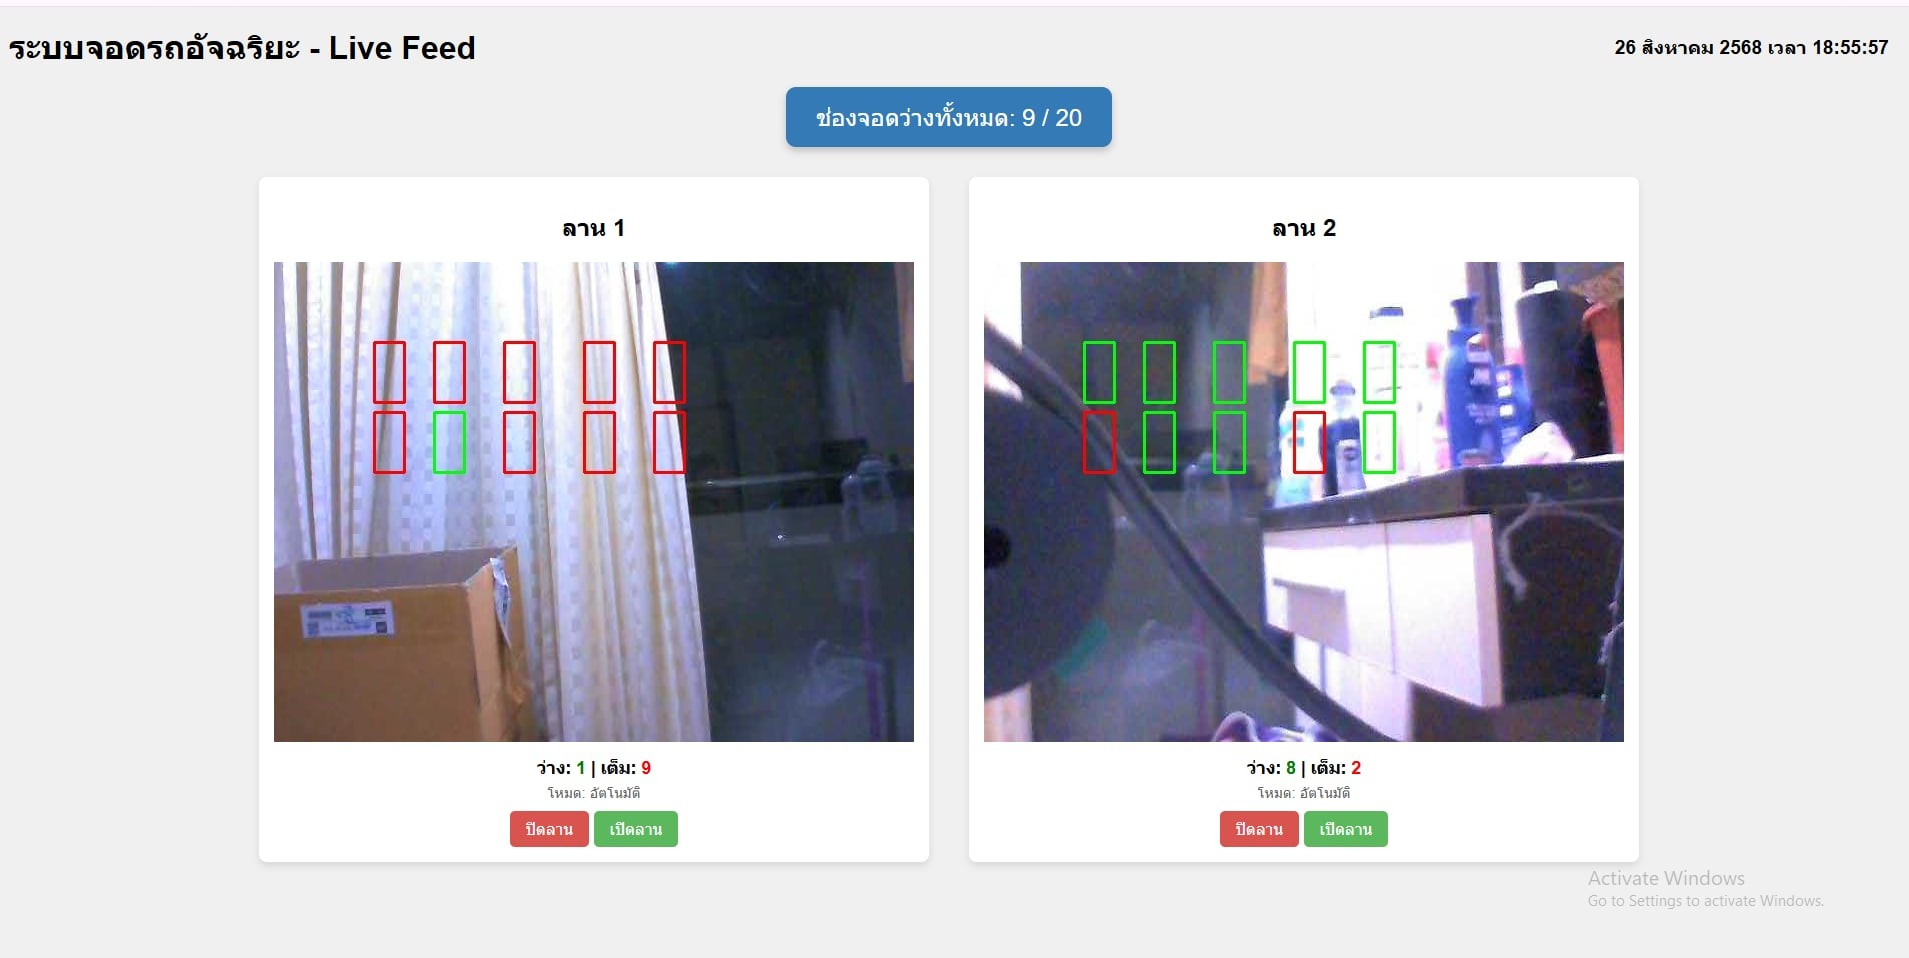 ระบบจอดรถอัจฉริยะ - Live Feed
26 สิงหาคม 2568 เวลา 18:55:57
ช่องจอดว่างทั้งหมด: 9 / 20
ลาน 1
ว่าง: 1 | เต็ม: 9
โหมด: อัตโนมัติ
ปิดลาน เปิดลาน
ลาน 2
ว่าง: 8 | เต็ม: 2
โหมด: อัตโนมัติ
ปิดลาน เปิดลาน
Activate Windows
Go to Settings to activate Windows.